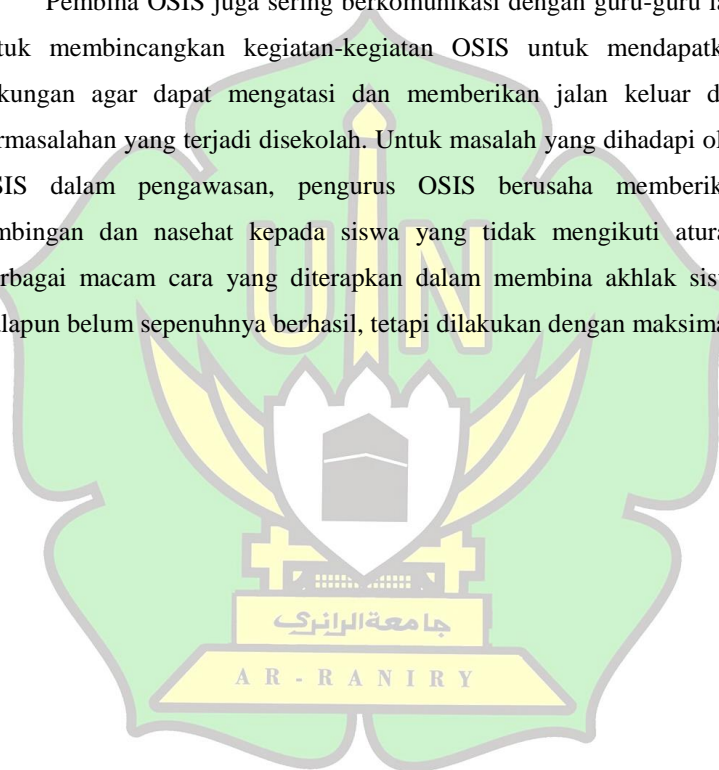 Pembina OSIS juga sering berkomunikasi dengan guru-guru la
tuk membincangkan kegiatan-kegiatan OSIS untuk mendapatk
kungan agar dapat mengatasi dan memberikan jalan keluar d
rmasalahan yang terjadi disekolah. Untuk masalah yang dihadapi ol
SIS dalam pengawasan, pengurus OSIS berusaha memberik
mbingan dan nasehat kepada siswa yang tidak mengikuti atura
rbagai macam cara yang diterapkan dalam membina akhlak sis
alapun belum sepenuhnya berhasil, tetapi dilakukan dengan maksima
UIN
جامعة الرانري
AR-RANIRY